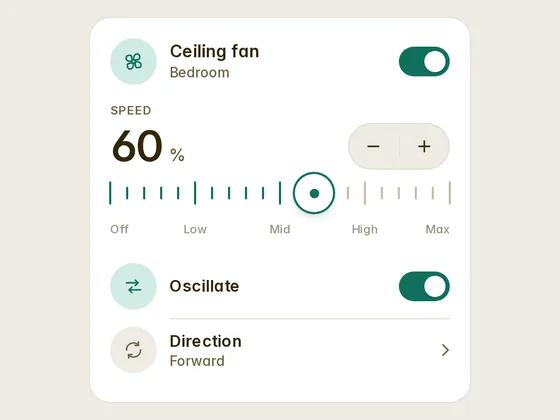 Ceiling fan
Bedroom
SPEED
60 %
− +
Off Low Mid High Max
Oscillate
Direction
Forward